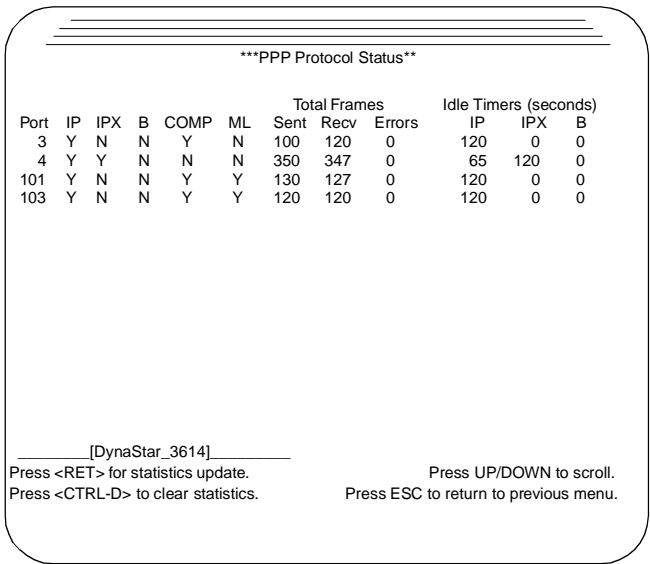 ***PPP Protocol Status**
Total Frames Idle Timers (seconds)
Port IP IPX B COMP ML Sent Recv Errors IP IPX B
3 Y N N Y N 100 120 0 120 0 0
4 Y Y N N N 350 347 0 65 120 0
101 Y N N Y Y 130 127 0 120 0 0
103 Y N N Y Y 120 120 0 120 0 0
________[DynaStar_3614]_________
Press <RET> for statistics update. Press UP/DOWN to scroll.
Press <CTRL-D> to clear statistics. Press ESC to return to previous menu.